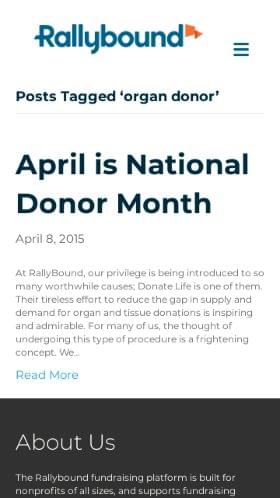 Rallybound
Posts Tagged ‘organ donor’
April is National
Donor Month
April 8, 2015
At RallyBound, our privilege is being introduced to so
many worthwhile causes; Donate Life is one of them.
Their tireless effort to reduce the gap in supply and
demand for organ and tissue donations is inspiring
and admirable. For many of us, the thought of
undergoing this type of procedure is a frightening
concept. We…
Read More
About Us
The Rallybound fundraising platform is built for
nonprofits of all sizes, and supports fundraising